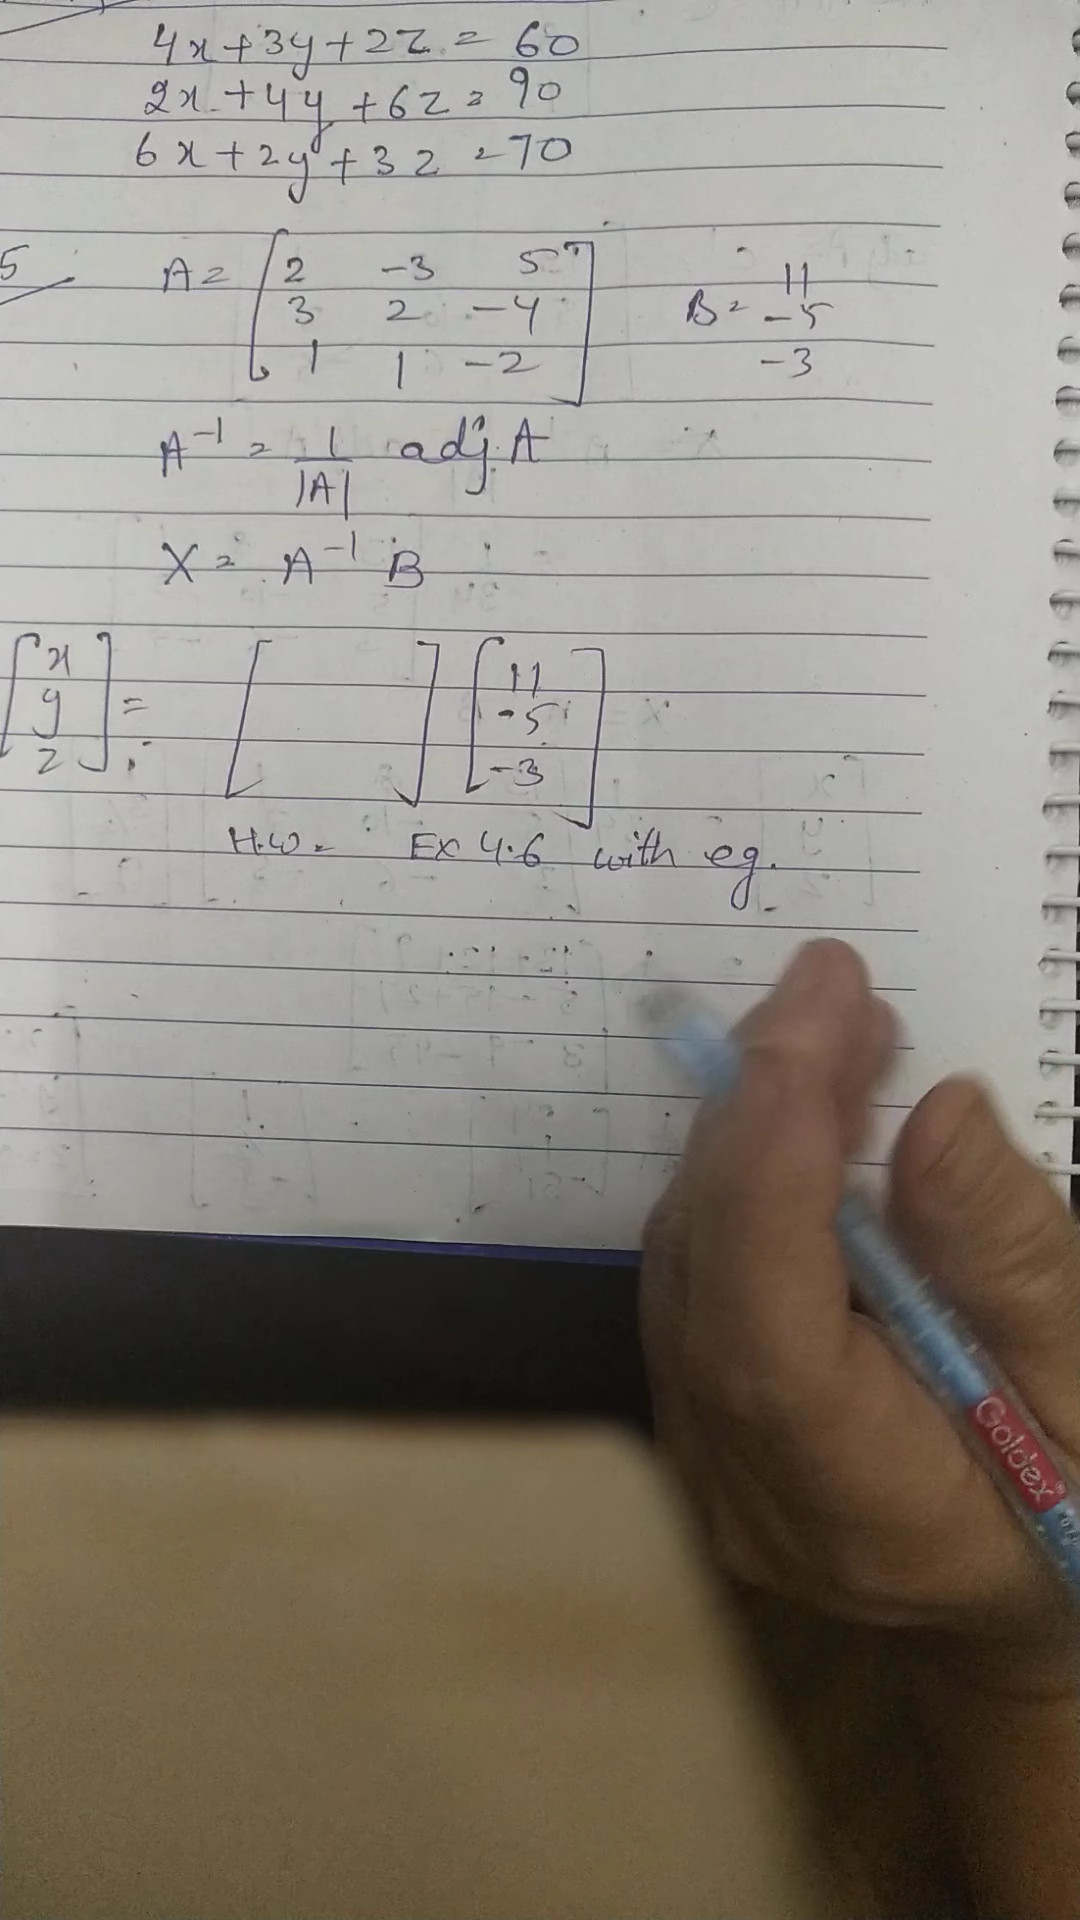 4x+3y+2z = 60
2x+4y+6z = 90
6x+2y+3z = 70
5
A = [2 -3 5
3 2 -4
1 1 -2]
B = 11
-5
-3
A⁻¹ = 1/|A| adj A
X = A⁻¹ B
[x
y
z] = [ ] [11
-5
-3]
H.W = Ex 4.6 with eg.
Goldex